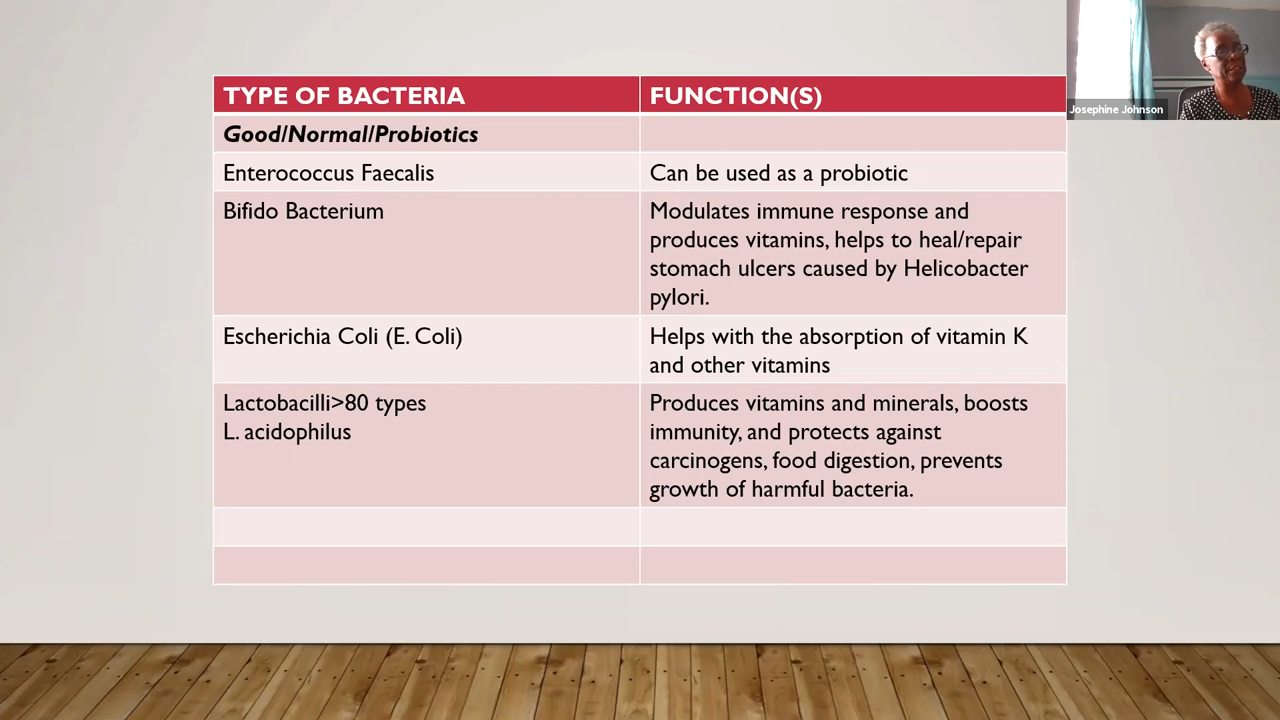 TYPE OF BACTERIA
FUNCTION(S)
Good/Normal/Probiotics
Enterococcus Faecalis
Can be used as a probiotic
Bifido Bacterium
Modulates immune response and
produces vitamins, helps to heal/repair
stomach ulcers caused by Helicobacter
pylori.
Escherichia Coli (E. Coli)
Helps with the absorption of vitamin K
and other vitamins
Lactobacilli>80 types
L. acidophilus
Produces vitamins and minerals, boosts
immunity, and protects against
carcinogens, food digestion, prevents
growth of harmful bacteria.
Josephine Johnson